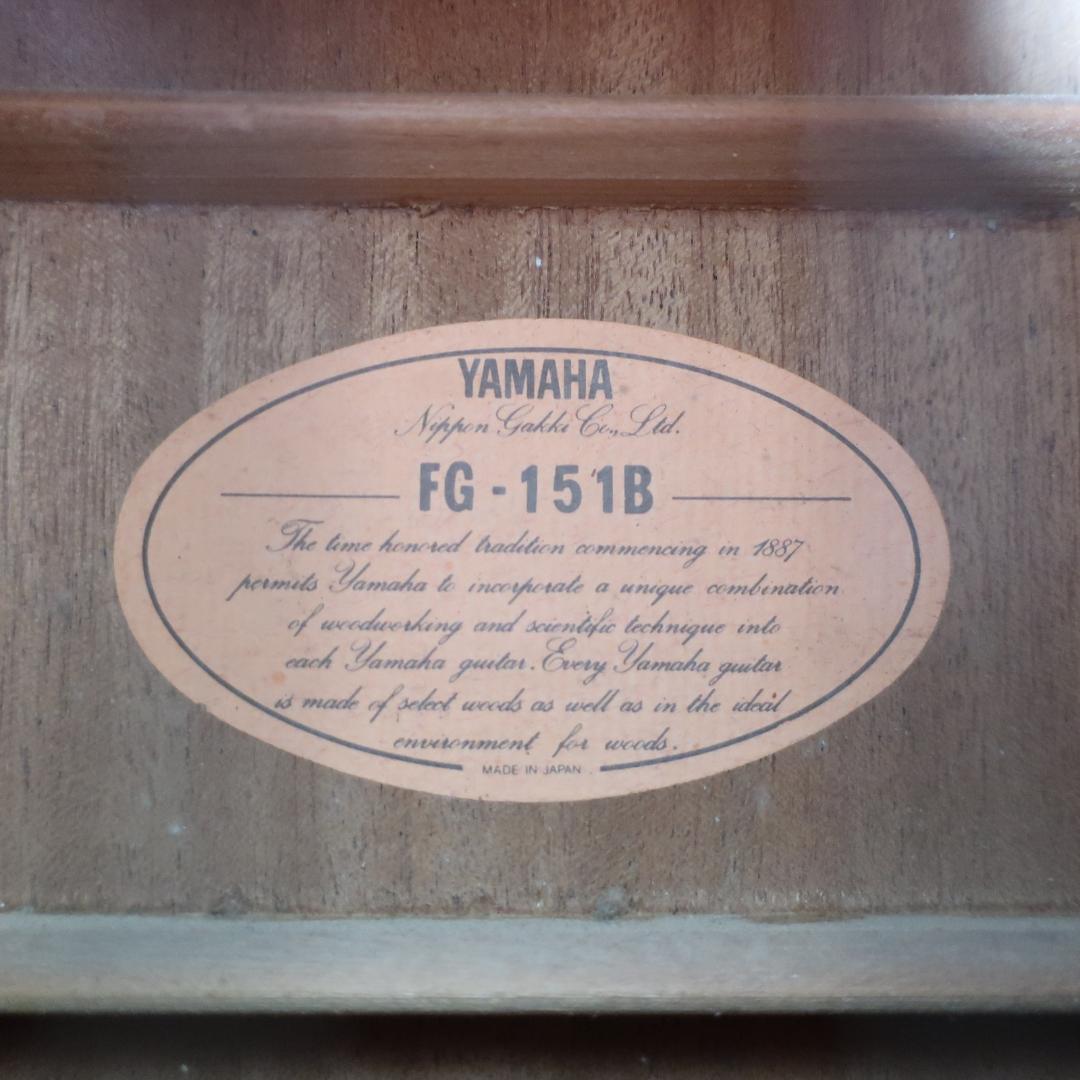 YAMAHA
Nippon Gakki Co., Ltd.
FG-151B
The time honored tradition commencing in 1887
permits Yamaha to incorporate a unique combination
of woodworking and scientific technique into
each Yamaha guitar. Every Yamaha guitar
is made of select woods as well as in the ideal
environment for woods.
MADE IN JAPAN